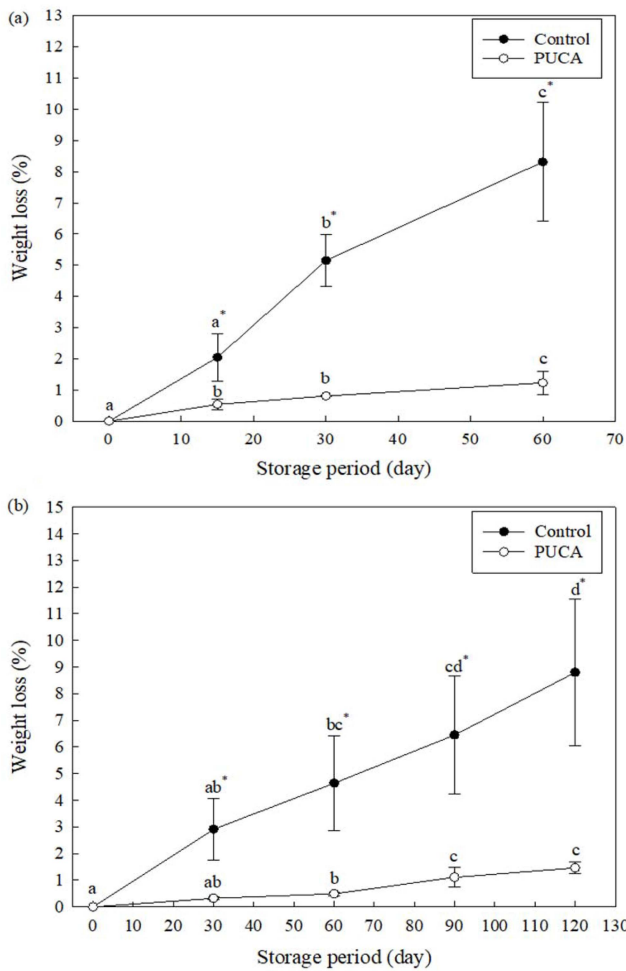 (a)
13
12
11
10
9
8
7
6
5
4
3
2
1
0
Weight loss (%)
Control
PUCA
c*
b*
a*
c
b
b
a
0 10 20 30 40 50 60 70
Storage period (day)
(b)
15
14
13
12
11
10
9
8
7
6
5
4
3
2
1
0
Weight loss (%)
Control
PUCA
d*
cd*
bc*
ab*
c
c
b
ab
a
0 10 20 30 40 50 60 70 80 90 100 110 120 130
Storage period (day)